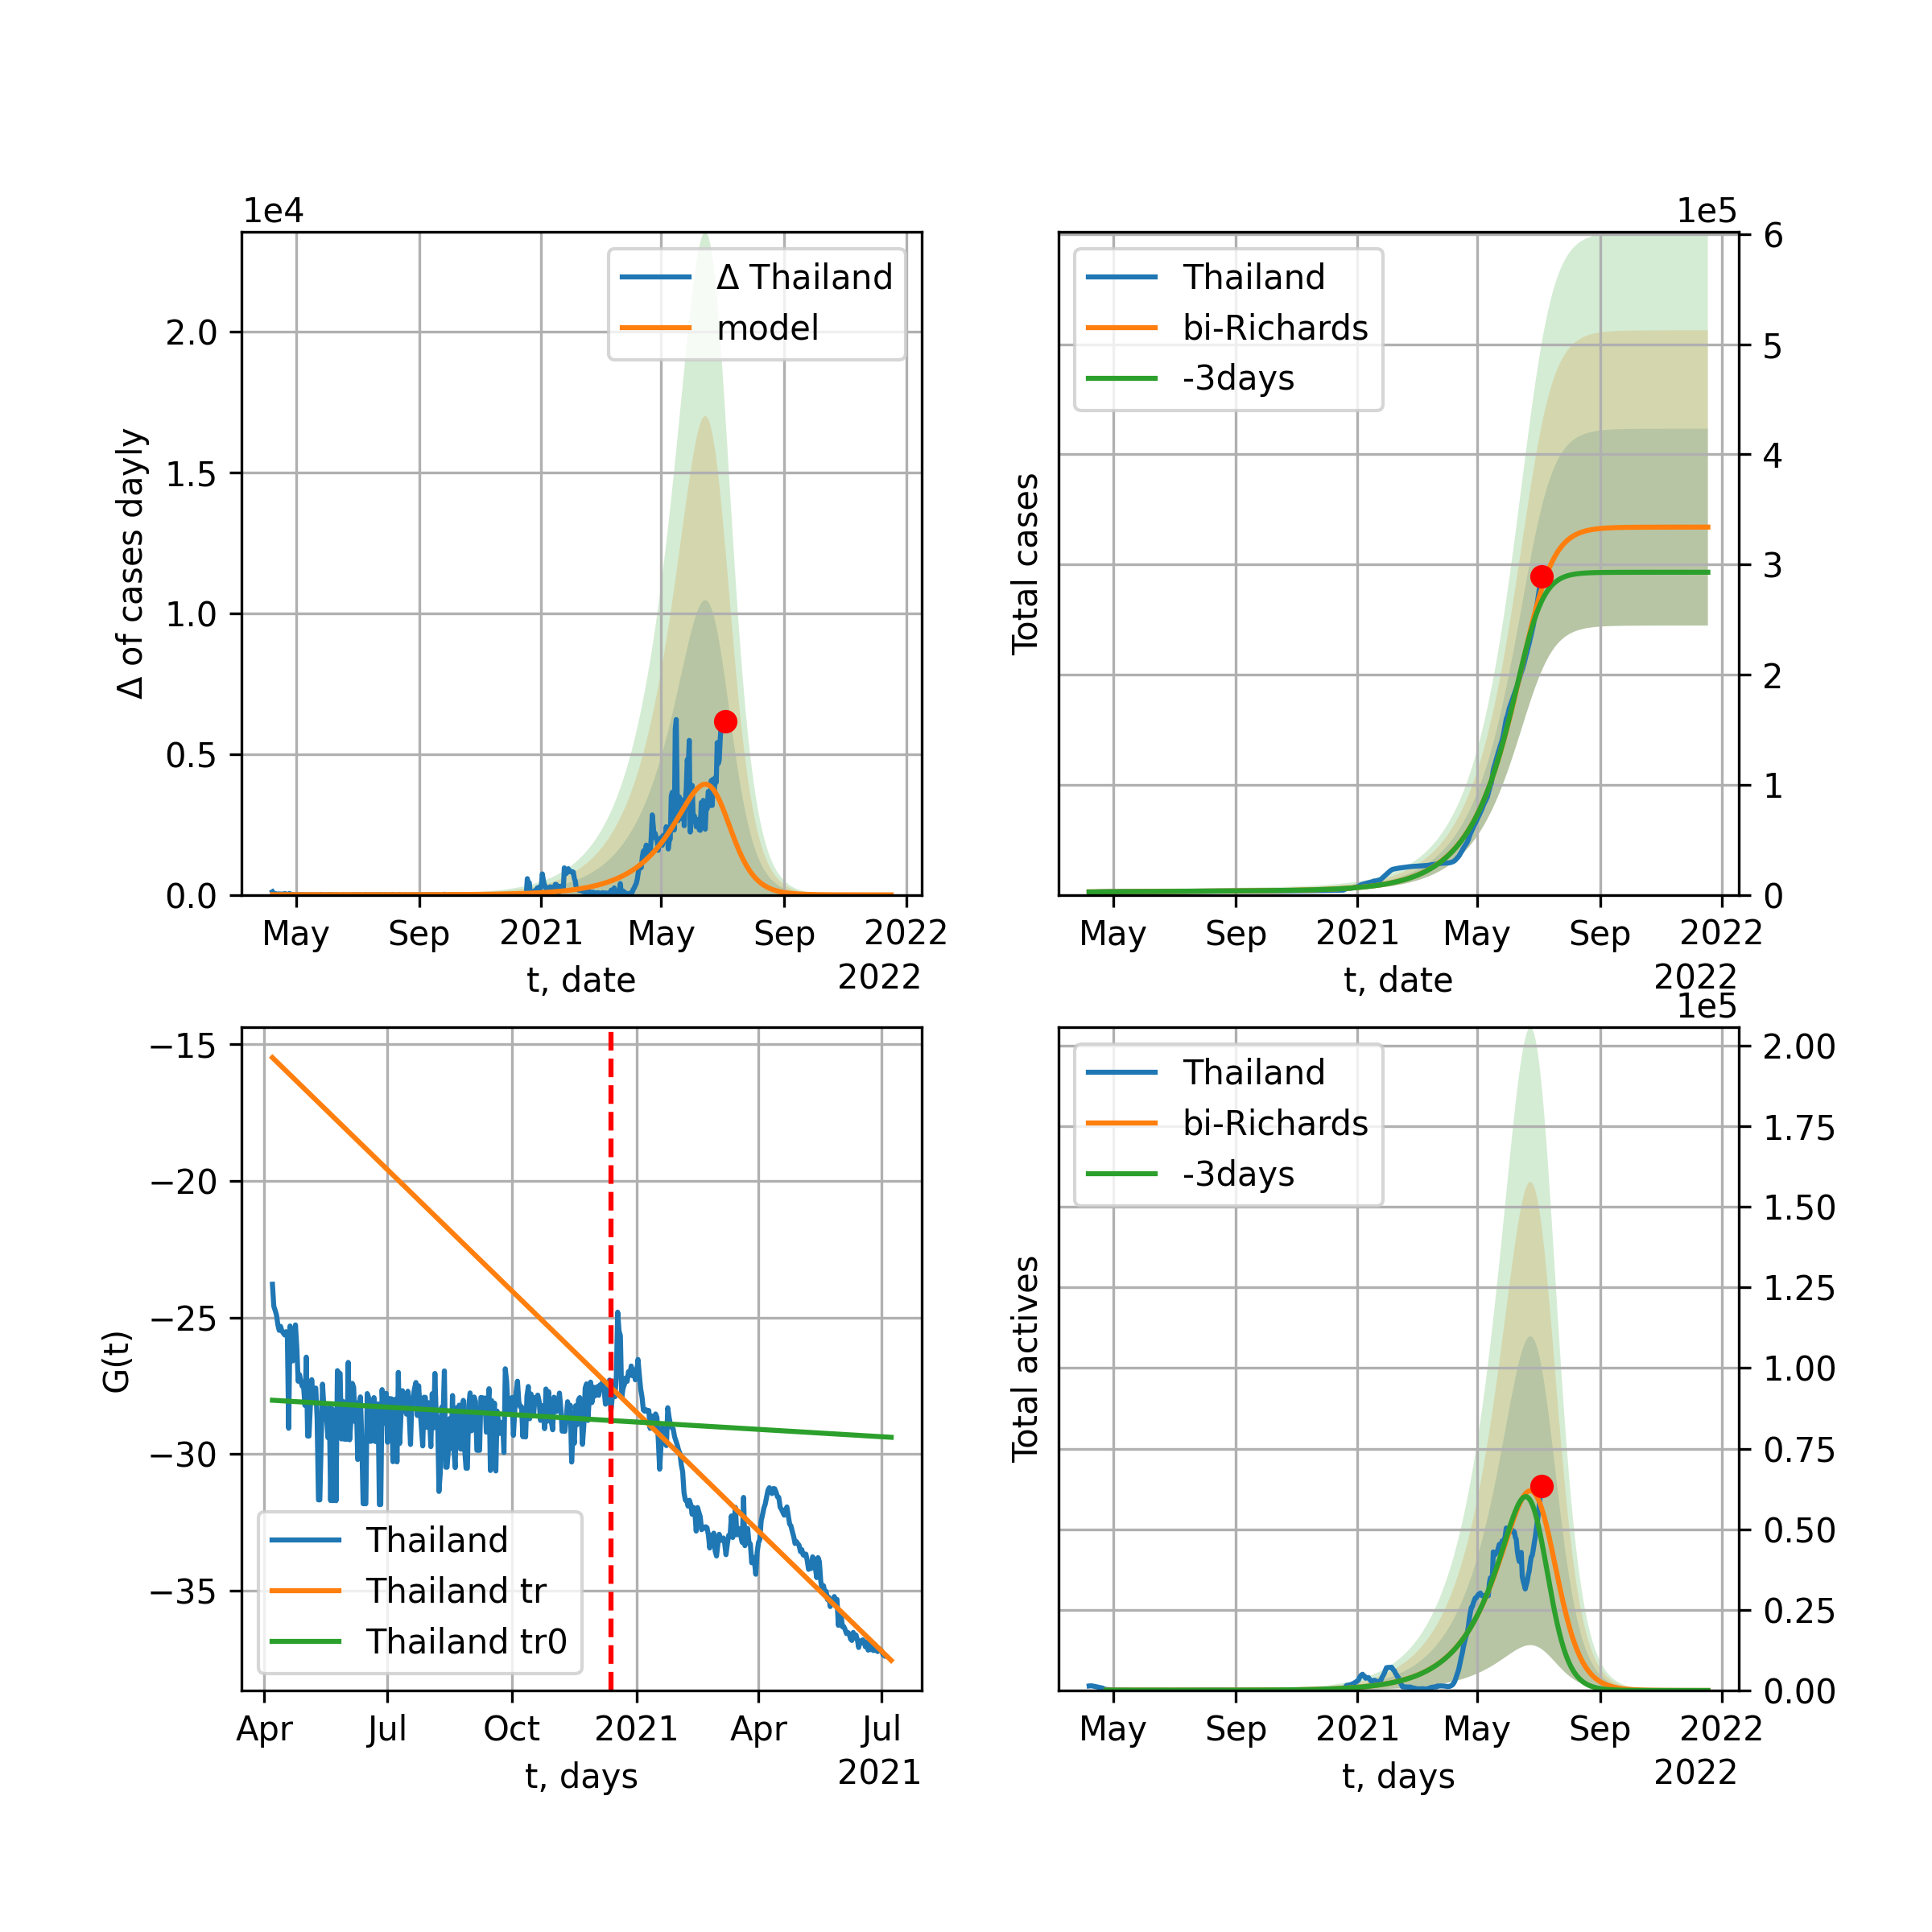 1e4
Δ Thailand
model
2.0
1.5
1.0
0.5
0.0
Δ of cases dayly
May Sep 2021 May Sep 2022
t, date
2022
1e5
Thailand
bi-Richards
-3days
6
5
4
3
2
1
0
Total cases
May Sep 2021 May Sep 2022
t, date
2022
−15
−20
−25
−30
−35
G(t)
Thailand
Thailand tr
Thailand tr0
Apr Jul Oct 2021 Apr Jul
t, days
2021
1e5
Thailand
bi-Richards
-3days
2.00
1.75
1.50
1.25
1.00
0.75
0.50
0.25
0.00
Total actives
May Sep 2021 May Sep 2022
t, days
2022